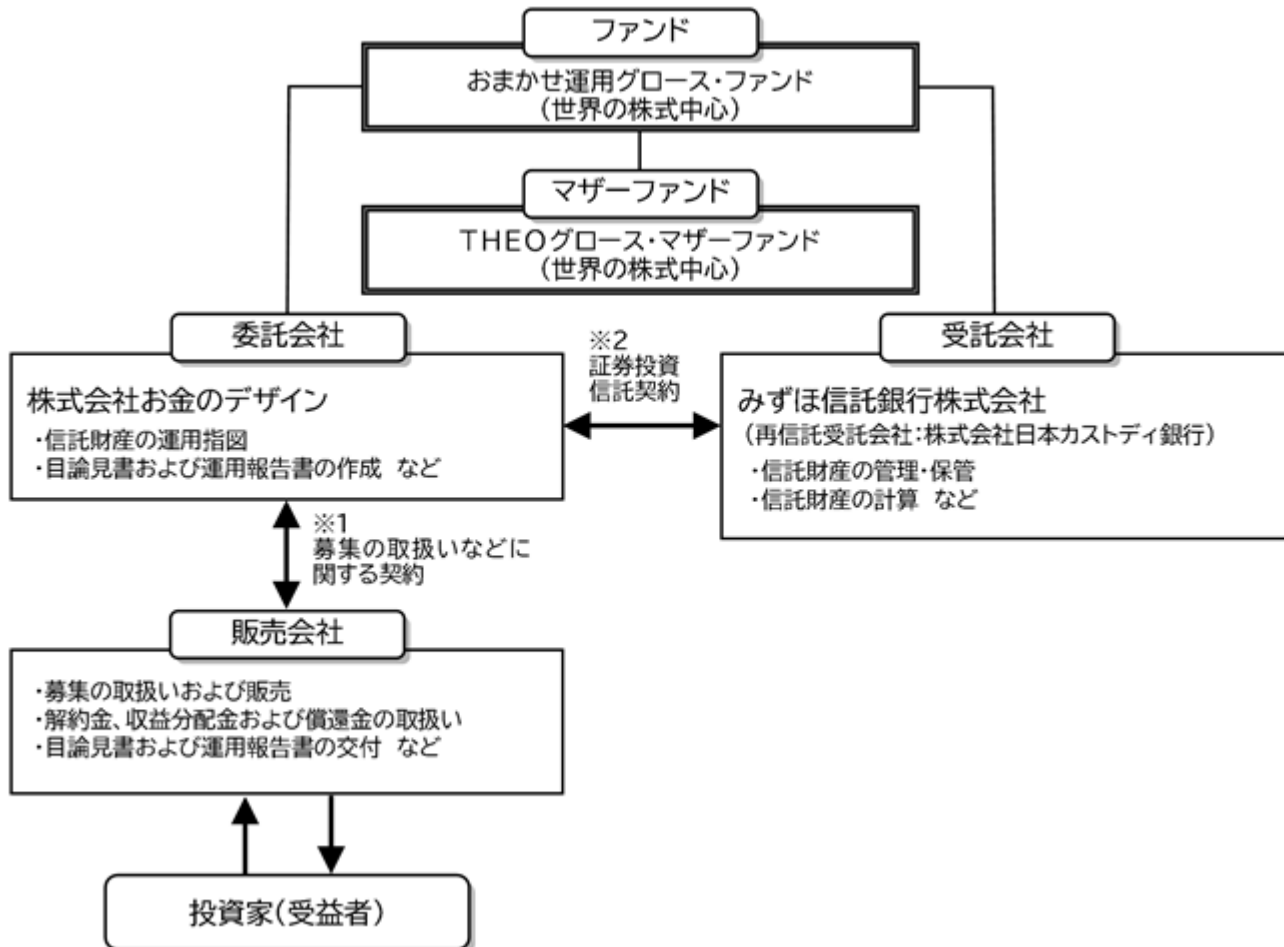 ファンド
おまかせ運用グロース・ファンド
(世界の株式中心)
マザーファンド
THEOグロース・マザーファンド
(世界の株式中心)
委託会社
株式会社お金のデザイン
・信託財産の運用指図
・目論見書および運用報告書の作成 など
※2
証券投資
信託契約
受託会社
みずほ信託銀行株式会社
(再信託受託会社:株式会社日本カストディ銀行)
・信託財産の管理・保管
・信託財産の計算 など
※1
募集の取扱いなどに
関する契約
販売会社
・募集の取扱いおよび販売
・解約金、収益分配金および償還金の取扱い
・目論見書および運用報告書の交付 など
投資家(受益者)